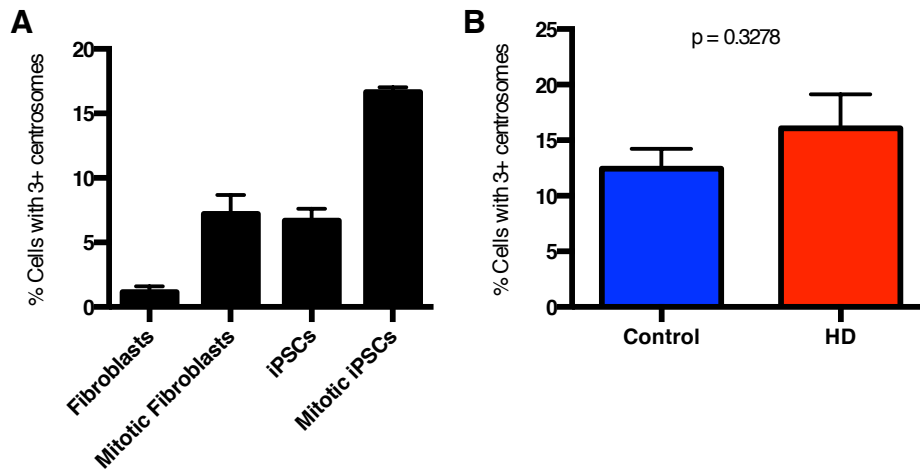 A
% Cells with 3+ centrosomes
20
15
10
5
0
Fibroblasts
Mitotic Fibroblasts
iPSCs
Mitotic iPSCs
B
% Cells with 3+ centrosomes
25
20
15
10
5
0
p = 0.3278
Control
HD